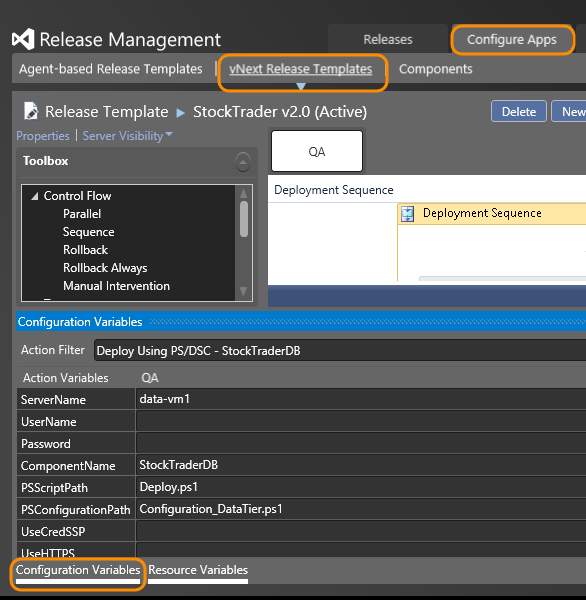 Release Management
Releases
Configure Apps
Agent-based Release Templates | vNext Release Templates Components
Release Template ▶ StockTrader v2.0 (Active)
Delete
New
Properties | Server Visibility
Toolbox
QA
Control Flow
Parallel
Sequence
Rollback
Rollback Always
Manual Intervention
Deployment Sequence
Deployment Sequence
Configuration Variables
Action Filter Deploy Using PS/DSC - StockTraderDB
Action Variables QA
ServerName data-vm1
UserName
Password
ComponentName StockTraderDB
PSScriptPath Deploy.ps1
PSConfigurationPath Configuration_DataTier.ps1
UseCredSSP
UseHTTPS
Configuration Variables Resource Variables